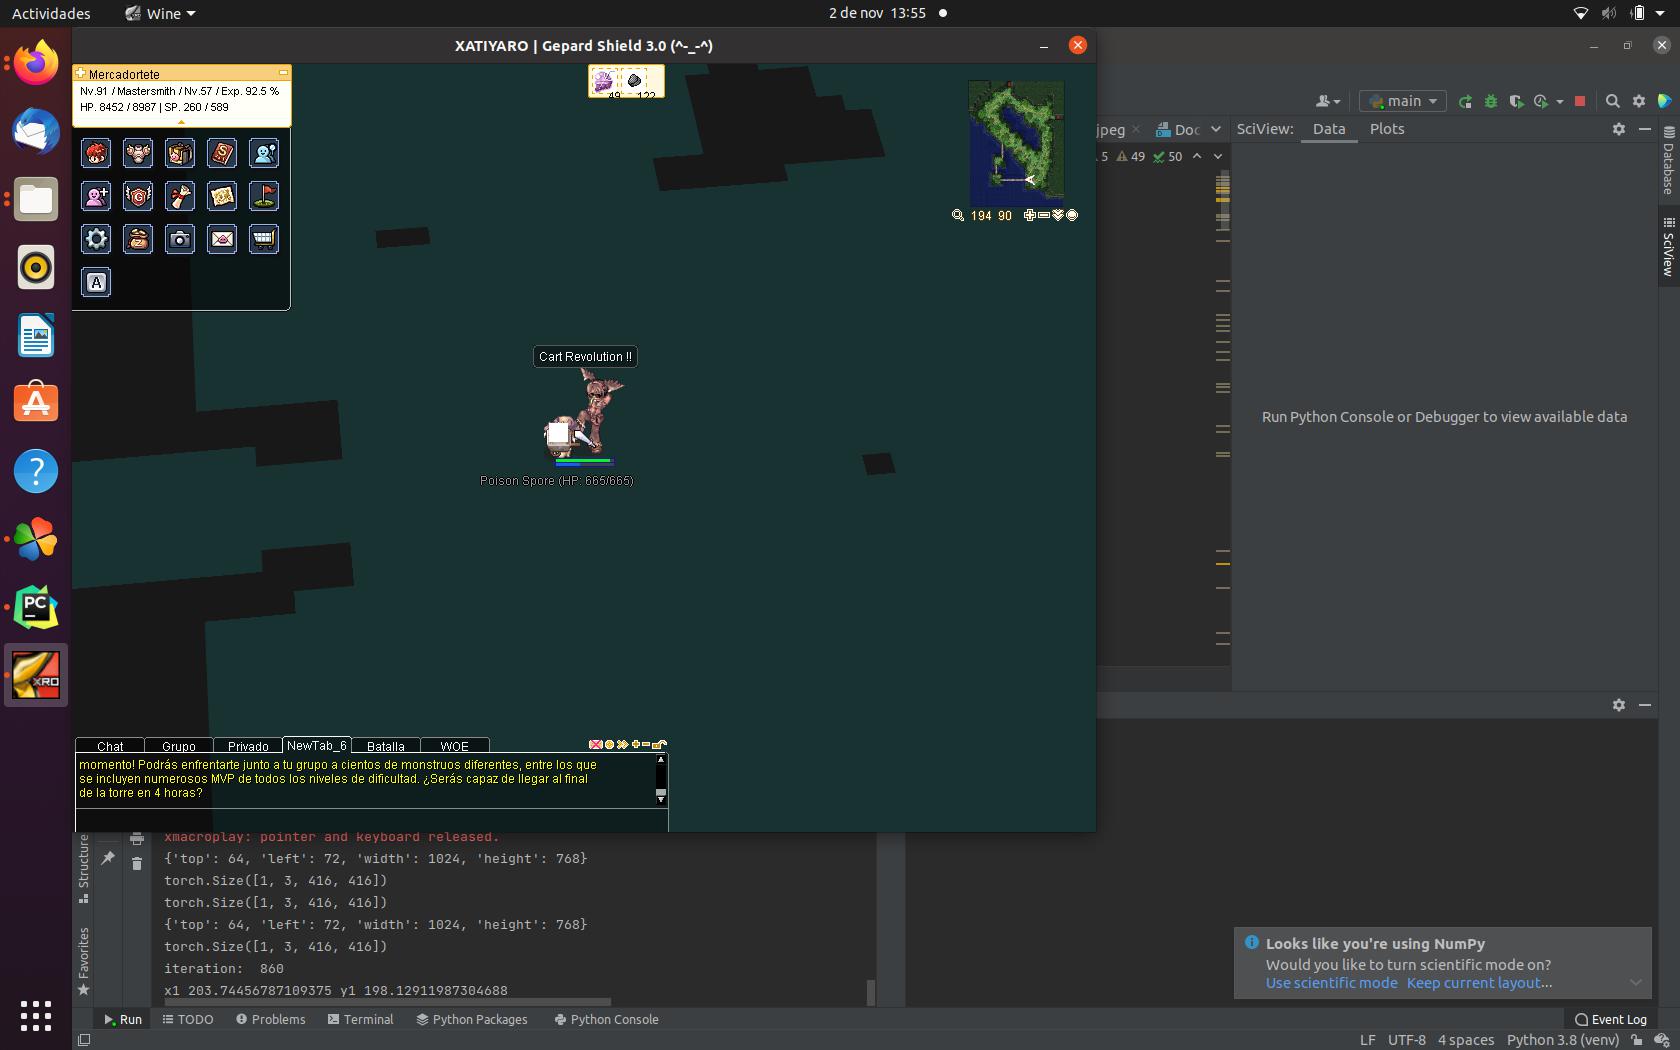 Actividades
Wine
2 de nov 13:55
XATIYARO | Gepard Shield 3.0 (^-_-^)
Mercadortete
Nv.91 / Mastersmith / Nv.57 / Exp. 92.5 %
HP. 8452 / 8987 | SP. 260 / 589
49
122
194 90
main
jpeg
Doc
SciView:
Data
Plots
5
49
50
Database
SciView
Run Python Console or Debugger to view available data
A
Cart Revolution !!
Poison Spore (HP: 665/665)
PC
XRO
Chat
Grupo
Privado
NewTab_6
Batalla
WOE
momento! Podrás enfrentarte junto a tu grupo a cientos de monstruos diferentes, entre los que
se incluyen numerosos MVP de todos los niveles de dificultad. ¿Serás capaz de llegar al final
de la torre en 4 horas?
Structure
Favorites
xmacroplay: pointer and keyboard released.
{'top': 64, 'left': 72, 'width': 1024, 'height': 768}
torch.Size([1, 3, 416, 416])
torch.Size([1, 3, 416, 416])
{'top': 64, 'left': 72, 'width': 1024, 'height': 768}
torch.Size([1, 3, 416, 416])
iteration:  860
x1 203.74456787109375 y1 198.12911987304688
Looks like you're using NumPy
Would you like to turn scientific mode on?
Use scientific mode Keep current layout...
Run
TODO
Problems
Terminal
Python Packages
Python Console
Event Log
LF
UTF-8
4 spaces
Python 3.8 (venv)